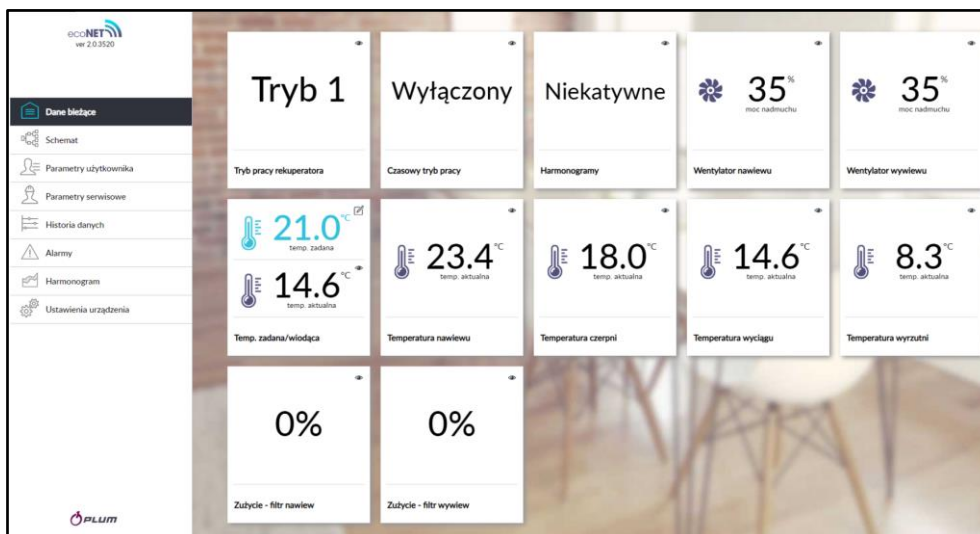 ecoNET
ver 2.0.3520
Dane bieżące
Schemat
Parametry użytkownika
Parametry serwisowe
Historia danych
Alarmy
Harmonogram
Ustawienia urządzenia
PLUM
Tryb 1
Tryb pracy rekuperatora
Wyłączony
Czasowy tryb pracy
Niekatywne
Harmonogramy
35%
moc nadmuchu
Wentylator nawiewu
35%
moc nadmuchu
Wentylator wywiewu
21.0°C
temp. zadana
14.6°C
temp. aktualna
Temp. zadana/wiodąca
23.4°C
temp. aktualna
Temperatura nawiewu
18.0°C
temp. aktualna
Temperatura czerpni
14.6°C
temp. aktualna
Temperatura wyciągu
8.3°C
temp. aktualna
Temperatura wyrzutni
0%
Zużycie - filtr nawiew
0%
Zużycie - filtr wywiew